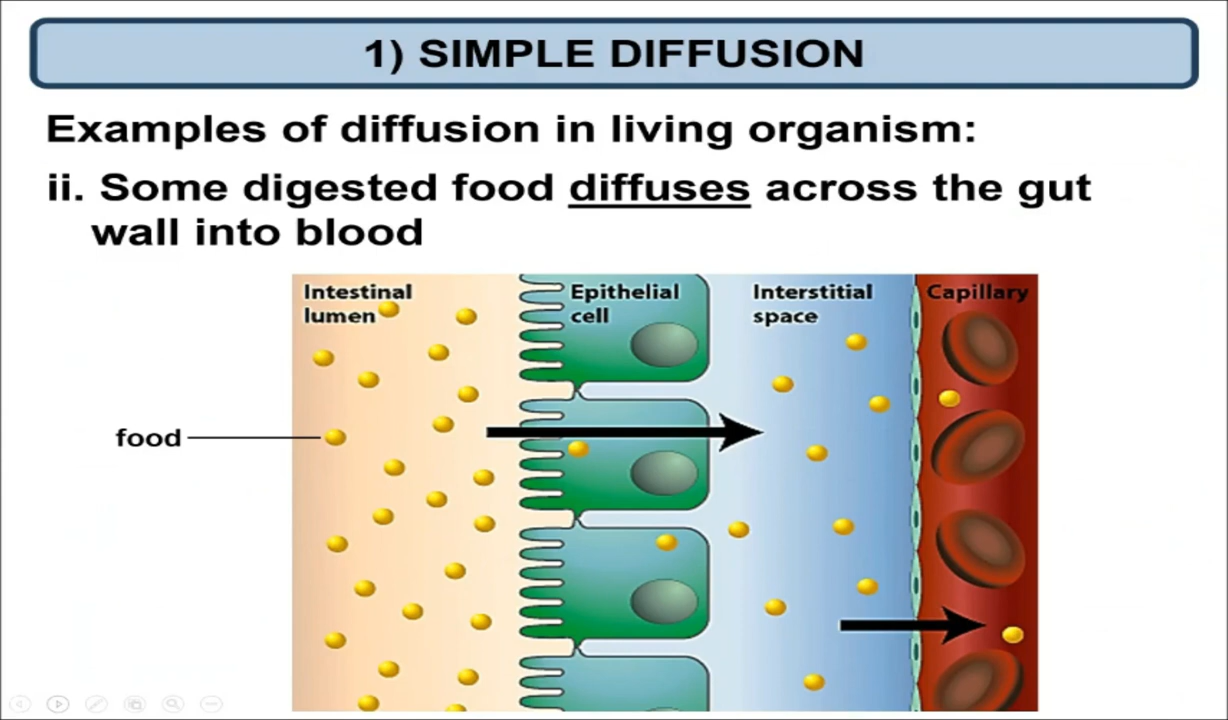 1) SIMPLE DIFFUSION
Examples of diffusion in living organism:
ii. Some digested food diffuses across the gut
wall into blood
Intestinal
lumen
Epithelial
cell
Interstitial
space
Capillary
food